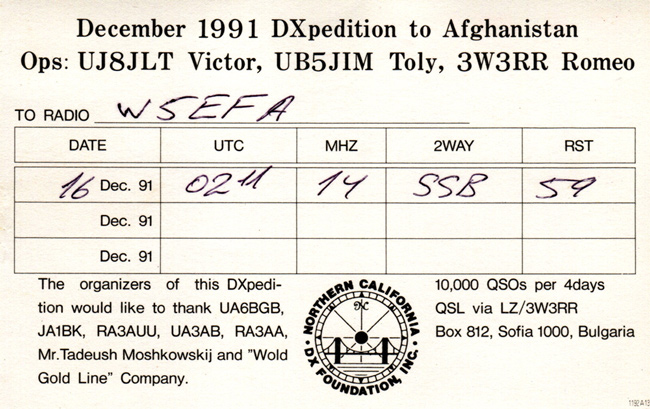 December 1991 DXpedition to Afghanistan
Ops: UJ8JLT Victor, UB5JIM Toly, 3W3RR Romeo
TO RADIO W5EFA
DATE UTC MHZ 2WAY RST
16 Dec. 91 0211 14 SSB 59
Dec. 91
Dec. 91
The organizers of this DXpedi-
tion would like to thank UA6BGB,
JA1BK, RA3AUU, UA3AB, RA3AA,
Mr.Tadeush Moshkowskij and "Wold
Gold Line" Company.
NORTHERN CALIFORNIA
DX FOUNDATION, INC.
10,000 QSOs per 4days
QSL via LZ/3W3RR
Box 812, Sofia 1000, Bulgaria